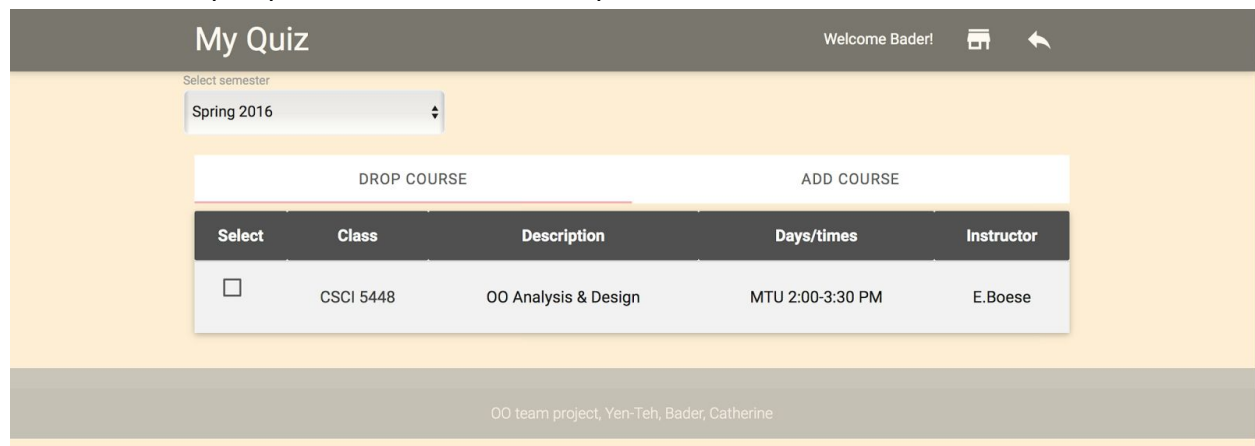 My Quiz
Welcome Bader!
Select semester
Spring 2016
DROP COURSE ADD COURSE
Select Class Description Days/times Instructor
CSCI 5448 OO Analysis & Design MTU 2:00-3:30 PM E.Boese
OO team project, Yen-Teh, Bader, Catherine